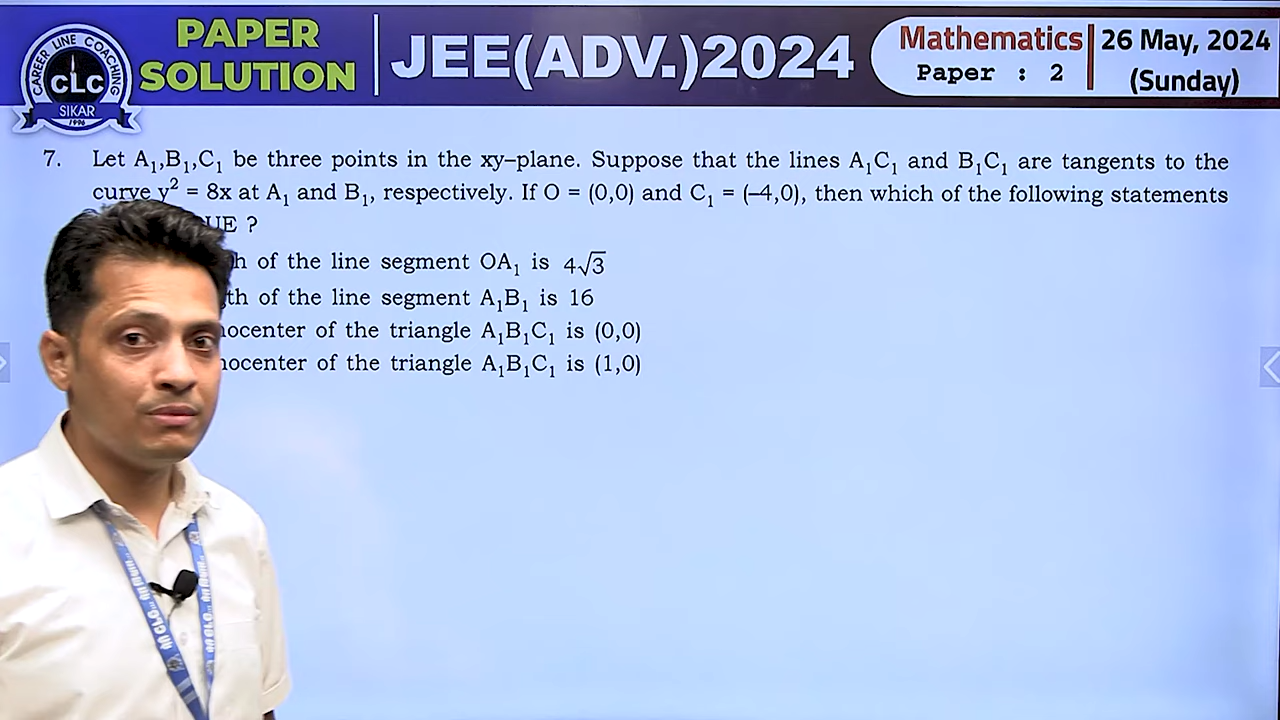 CAREER LINE COACHING
CLC
SIKAR
1996
PAPER
SOLUTION
JEE(ADV.)2024
Mathematics
Paper : 2
26 May, 2024
(Sunday)
7. Let A₁,B₁,C₁ be three points in the xy–plane. Suppose that the lines A₁C₁ and B₁C₁ are tangents to the
curve y² = 8x at A₁ and B₁, respectively. If O = (0,0) and C₁ = (–4,0), then which of the following statements
UE ?
h of the line segment OA₁ is 4√3
gth of the line segment A₁B₁ is 16
hocenter of the triangle A₁B₁C₁ is (0,0)
hocenter of the triangle A₁B₁C₁ is (1,0)